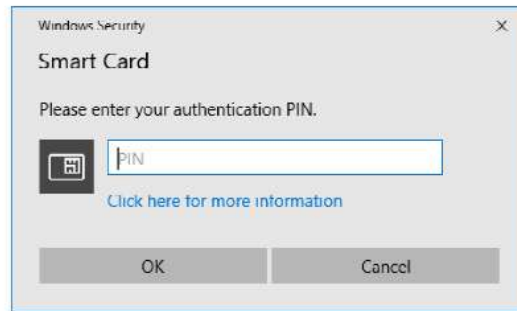 Windows Security
Smart Card
Please enter your authentication PIN.
PIN
Click here for more information
OK
Cancel